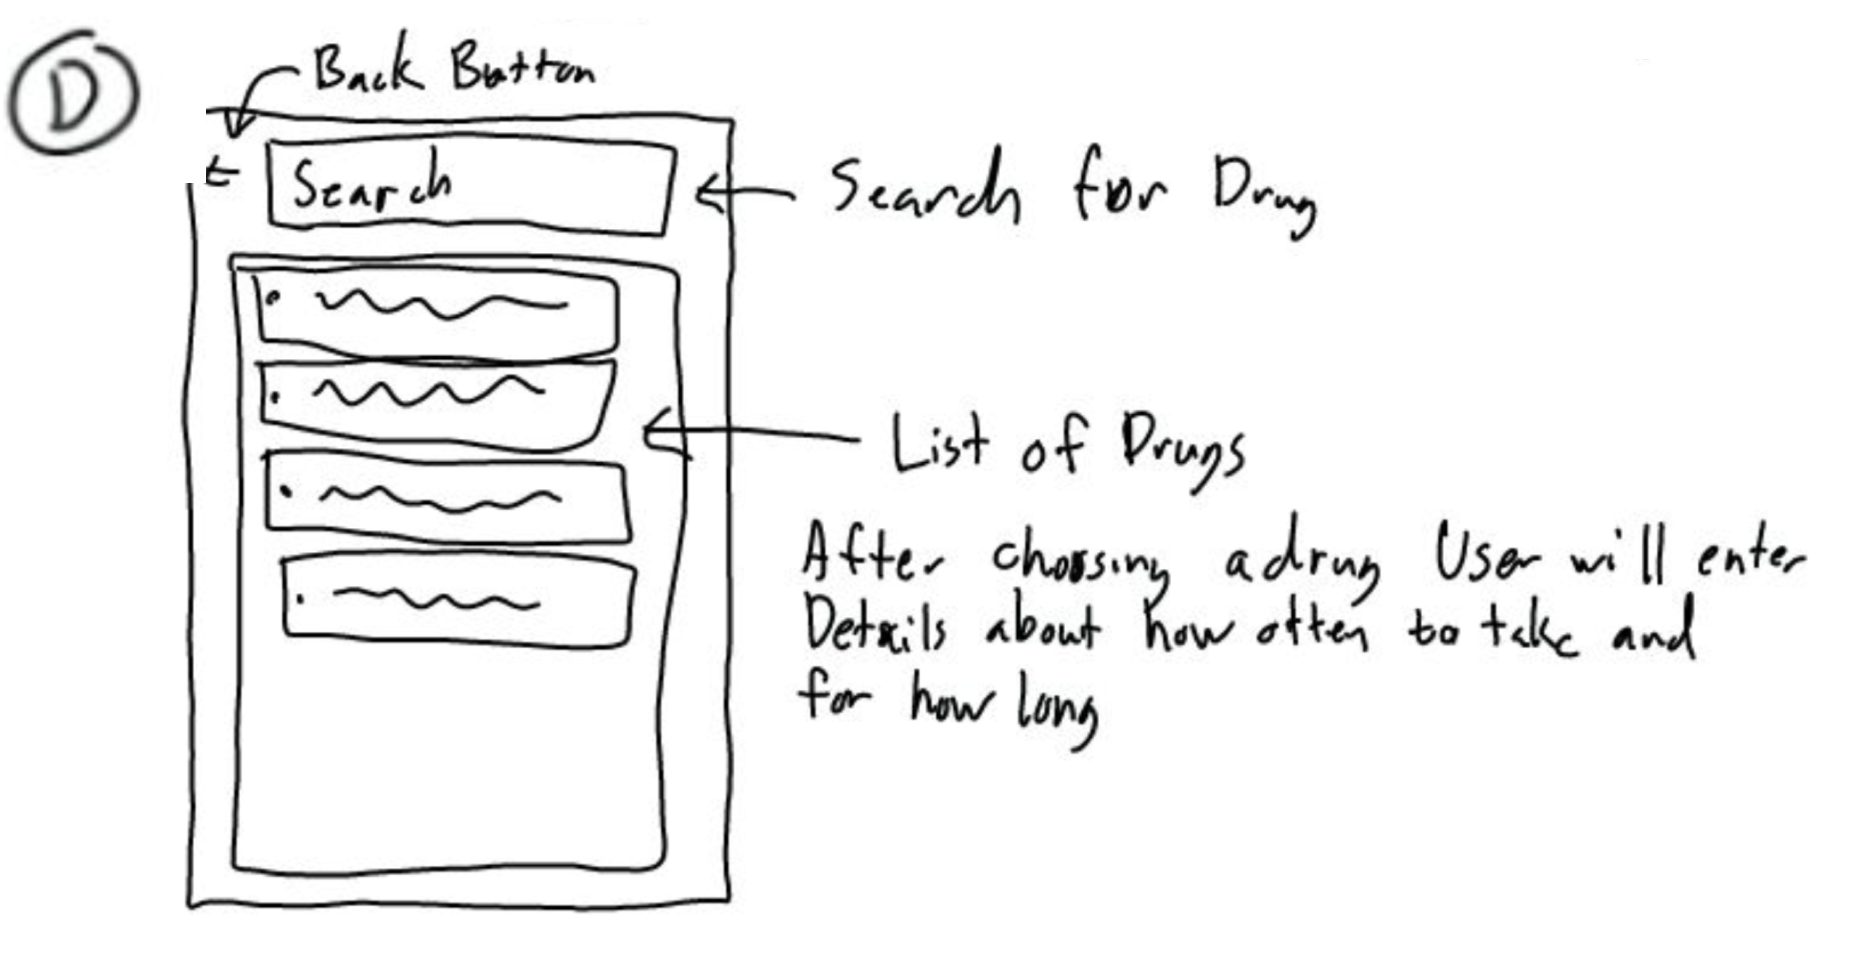 D
Back Button
Search
Search for Drug
List of Drugs
After choosing a drug User will enter
Details about how often to take and
for how long